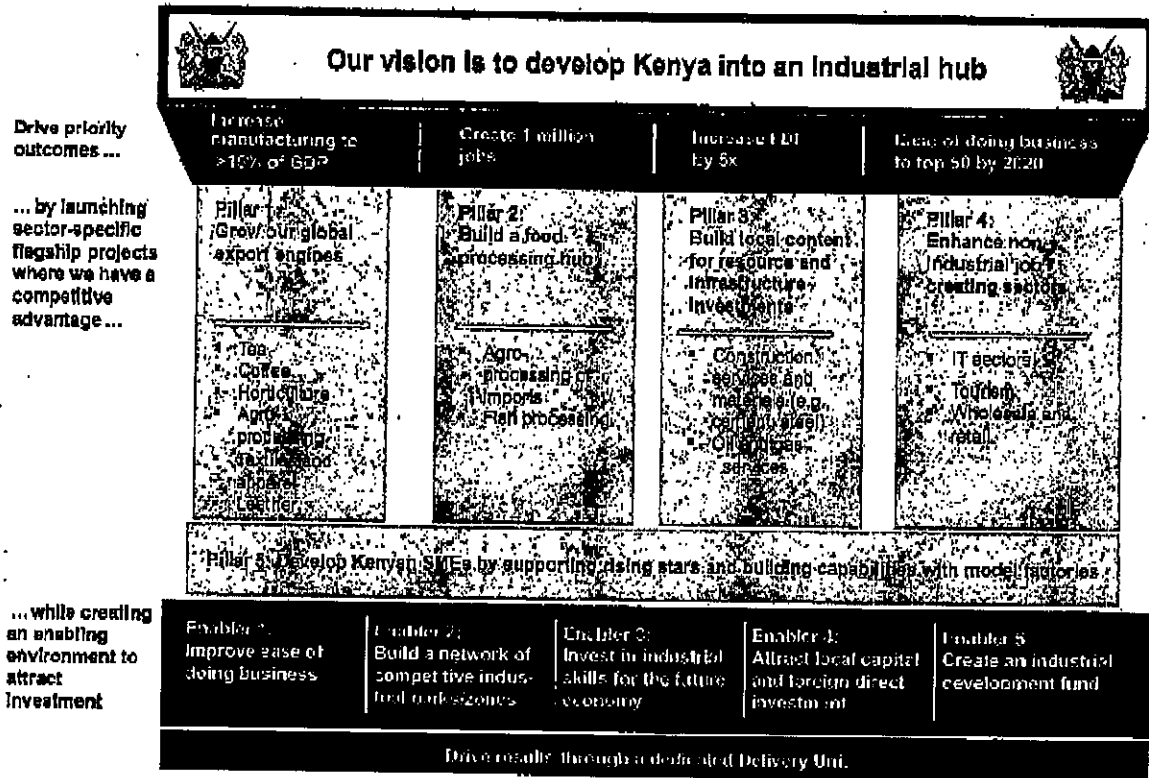 Our vision is to develop Kenya into an industrial hub
Drive priority
outcomes ...
Increase
manufacturing to
>15% of GDP
Create 1 million
jobs
Increase FDI
by 5x
Ease of doing business
to top 50 by 2020
... by launching
sector-specific
flagship projects
where we have a
competitive
advantage ...
Pillar 1:
Grow our global
export engines
Tea
Coffee
Horticulture
Agro-
processing
Textile and
apparel
Leather
Pillar 2:
Build a food
processing hub
Agro-
processing of
imports
Fish processing
Pillar 3:
Build local content
for resource and
infrastructure
investments
Construction
services and
materials (e.g.
cement, steel)
Oil and gas
services
Pillar 4:
Enhance non-
industrial job
creating sectors
IT sectors
Tourism
Wholesale and
retail
Pillar 5: Develop Kenyan SMEs by supporting rising stars and building capabilities with model factories
... while creating
an enabling
environment to
attract
investment
Enabler 1:
Improve ease of
doing business
Enabler 2:
Build a network of
competitive indus-
trial parks/zones
Enabler 3:
Invest in industrial
skills for the future
economy
Enabler 4:
Attract local capital
and foreign direct
investment
Enabler 5
Create an industrial
development fund
Drive results through a dedicated Delivery Unit.